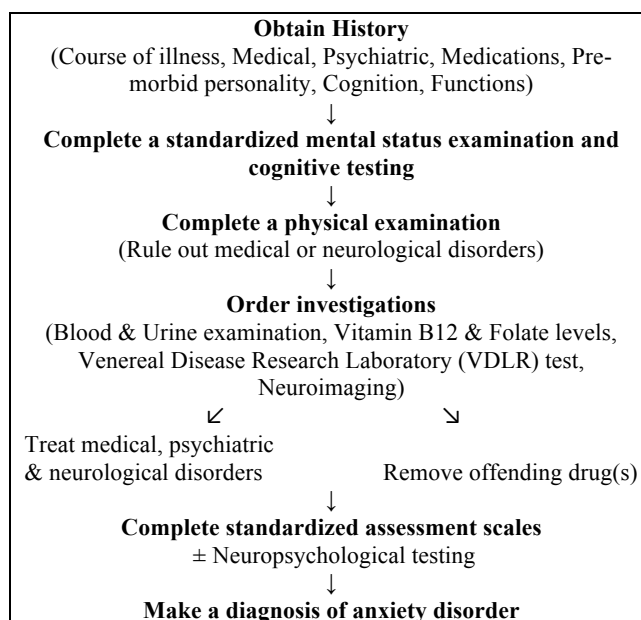 Obtain History
(Course of illness, Medical, Psychiatric, Medications, Pre-
morbid personality, Cognition, Functions)
↓
Complete a standardized mental status examination and
cognitive testing
↓
Complete a physical examination
(Rule out medical or neurological disorders)
↓
Order investigations
(Blood & Urine examination, Vitamin B12 & Folate levels,
Venereal Disease Research Laboratory (VDLR) test,
Neuroimaging)
↙ ↘
Treat medical, psychiatric
& neurological disorders Remove offending drug(s)
↓
Complete standardized assessment scales
± Neuropsychological testing
↓
Make a diagnosis of anxiety disorder